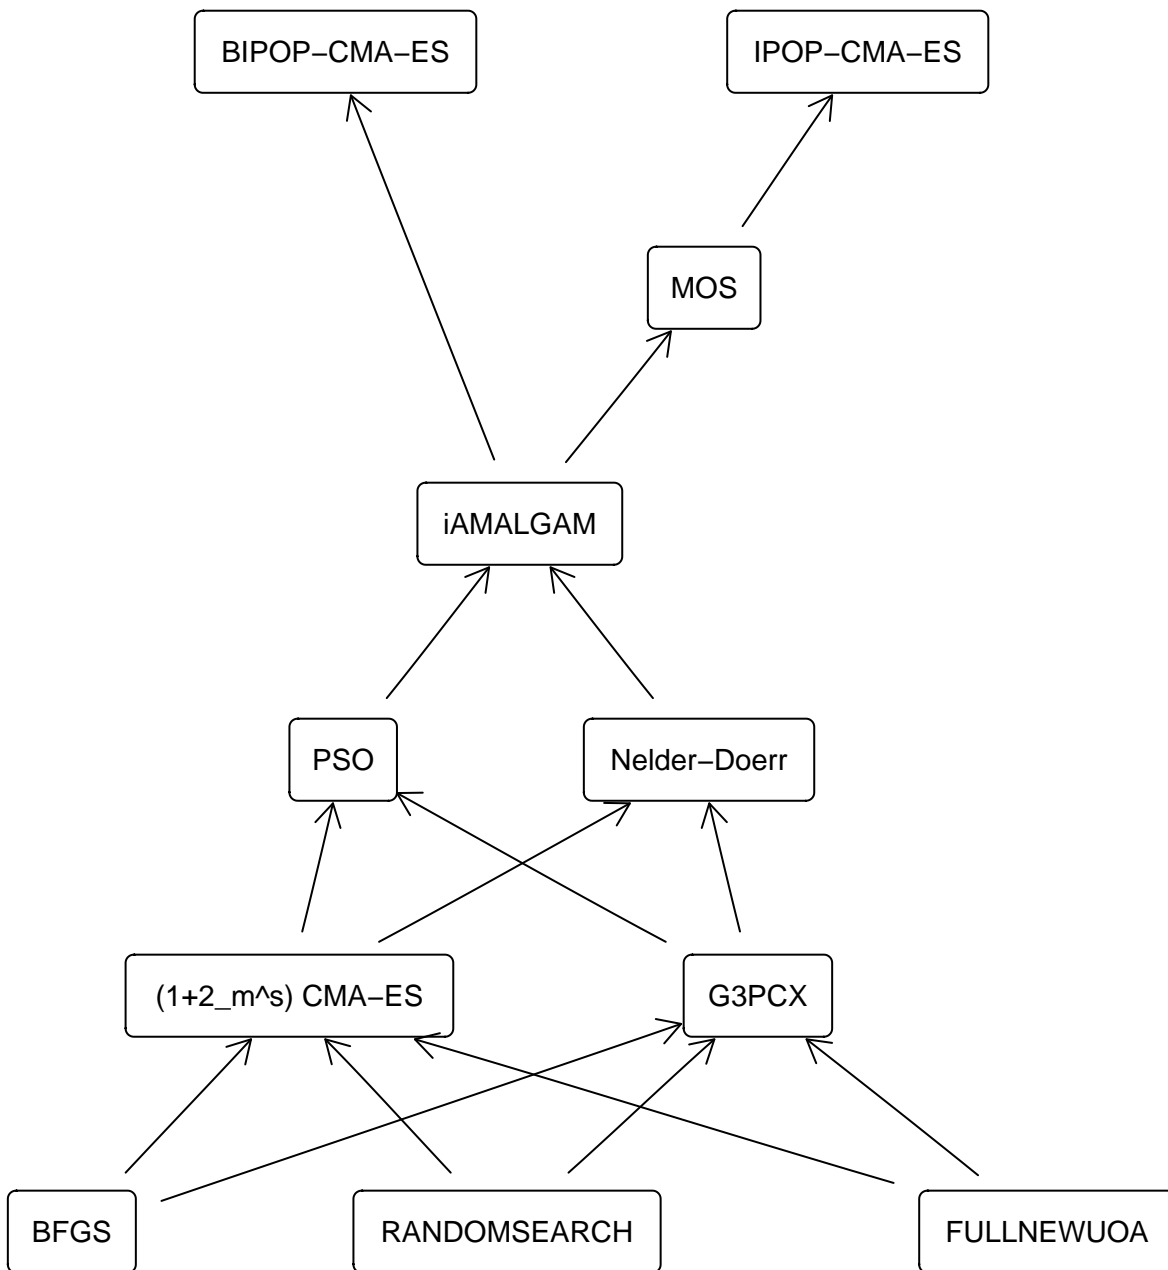 BIPOP−CMA−ES
IPOP−CMA−ES
MOS
iAMALGAM
PSO
Nelder−Doerr
(1+2_m^s) CMA−ES
G3PCX
BFGS
RANDOMSEARCH
FULLNEWUOA